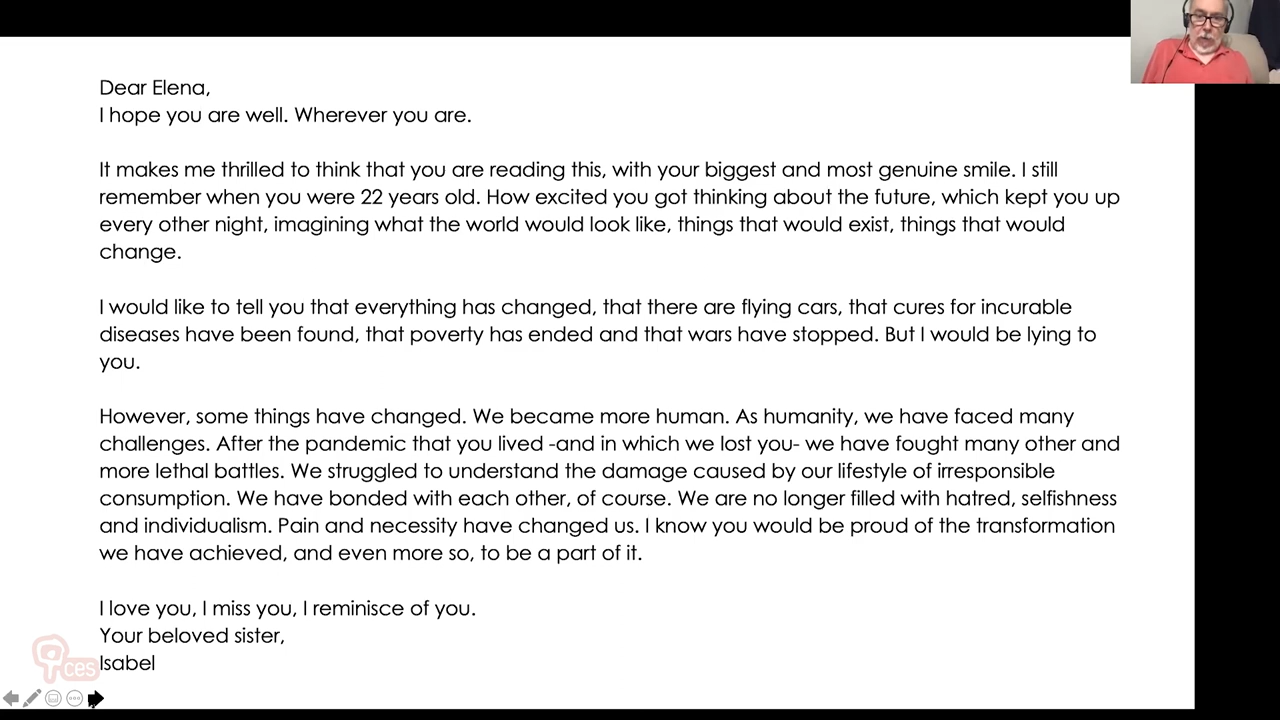 Dear Elena,
I hope you are well. Wherever you are.
It makes me thrilled to think that you are reading this, with your biggest and most genuine smile. I still
remember when you were 22 years old. How excited you got thinking about the future, which kept you up
every other night, imagining what the world would look like, things that would exist, things that would
change.
I would like to tell you that everything has changed, that there are flying cars, that cures for incurable
diseases have been found, that poverty has ended and that wars have stopped. But I would be lying to
you.
However, some things have changed. We became more human. As humanity, we have faced many
challenges. After the pandemic that you lived -and in which we lost you- we have fought many other and
more lethal battles. We struggled to understand the damage caused by our lifestyle of irresponsible
consumption. We have bonded with each other, of course. We are no longer filled with hatred, selfishness
and individualism. Pain and necessity have changed us. I know you would be proud of the transformation
we have achieved, and even more so, to be a part of it.
I love you, I miss you, I reminisce of you.
Your beloved sister,
ces
Isabel